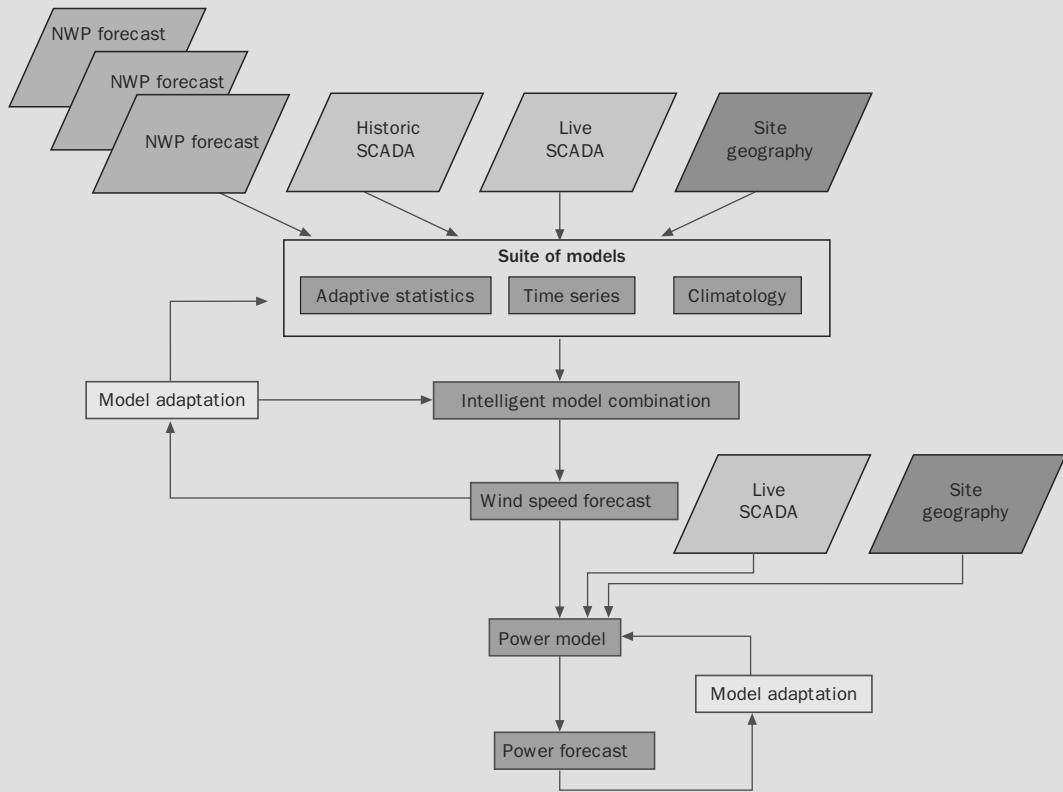 NWP forecast
NWP forecast
NWP forecast
Historic
SCADA
Live
SCADA
Site
geography
Suite of models
Adaptive statistics
Time series
Climatology
Model adaptation
Intelligent model combination
Wind speed forecast
Live
SCADA
Site
geography
Power model
Model adaptation
Power forecast